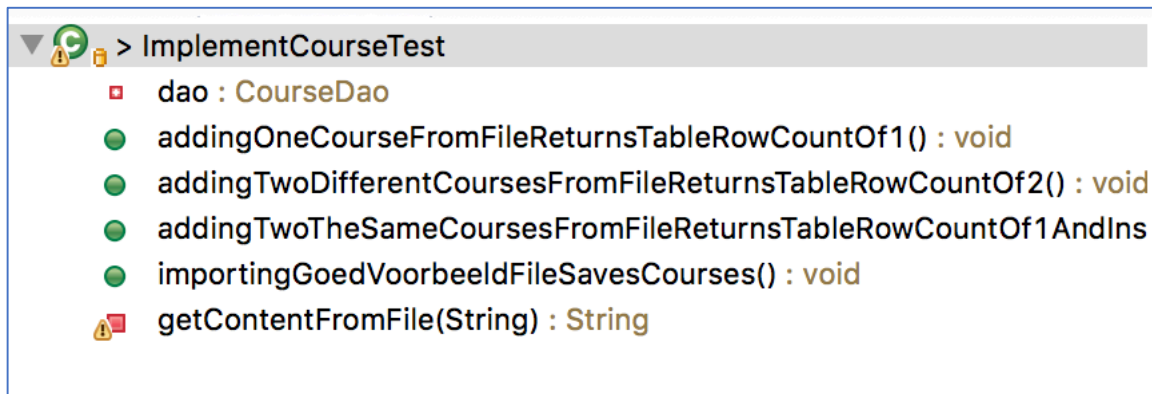 > ImplementCourseTest
dao : CourseDao
addingOneCourseFromFileReturnsTableRowCountOf1() : void
addingTwoDifferentCoursesFromFileReturnsTableRowCountOf2() : void
addingTwoTheSameCoursesFromFileReturnsTableRowCountOf1AndIns
importingGoedVoorbeeldFileSavesCourses() : void
getContentFromFile(String) : String